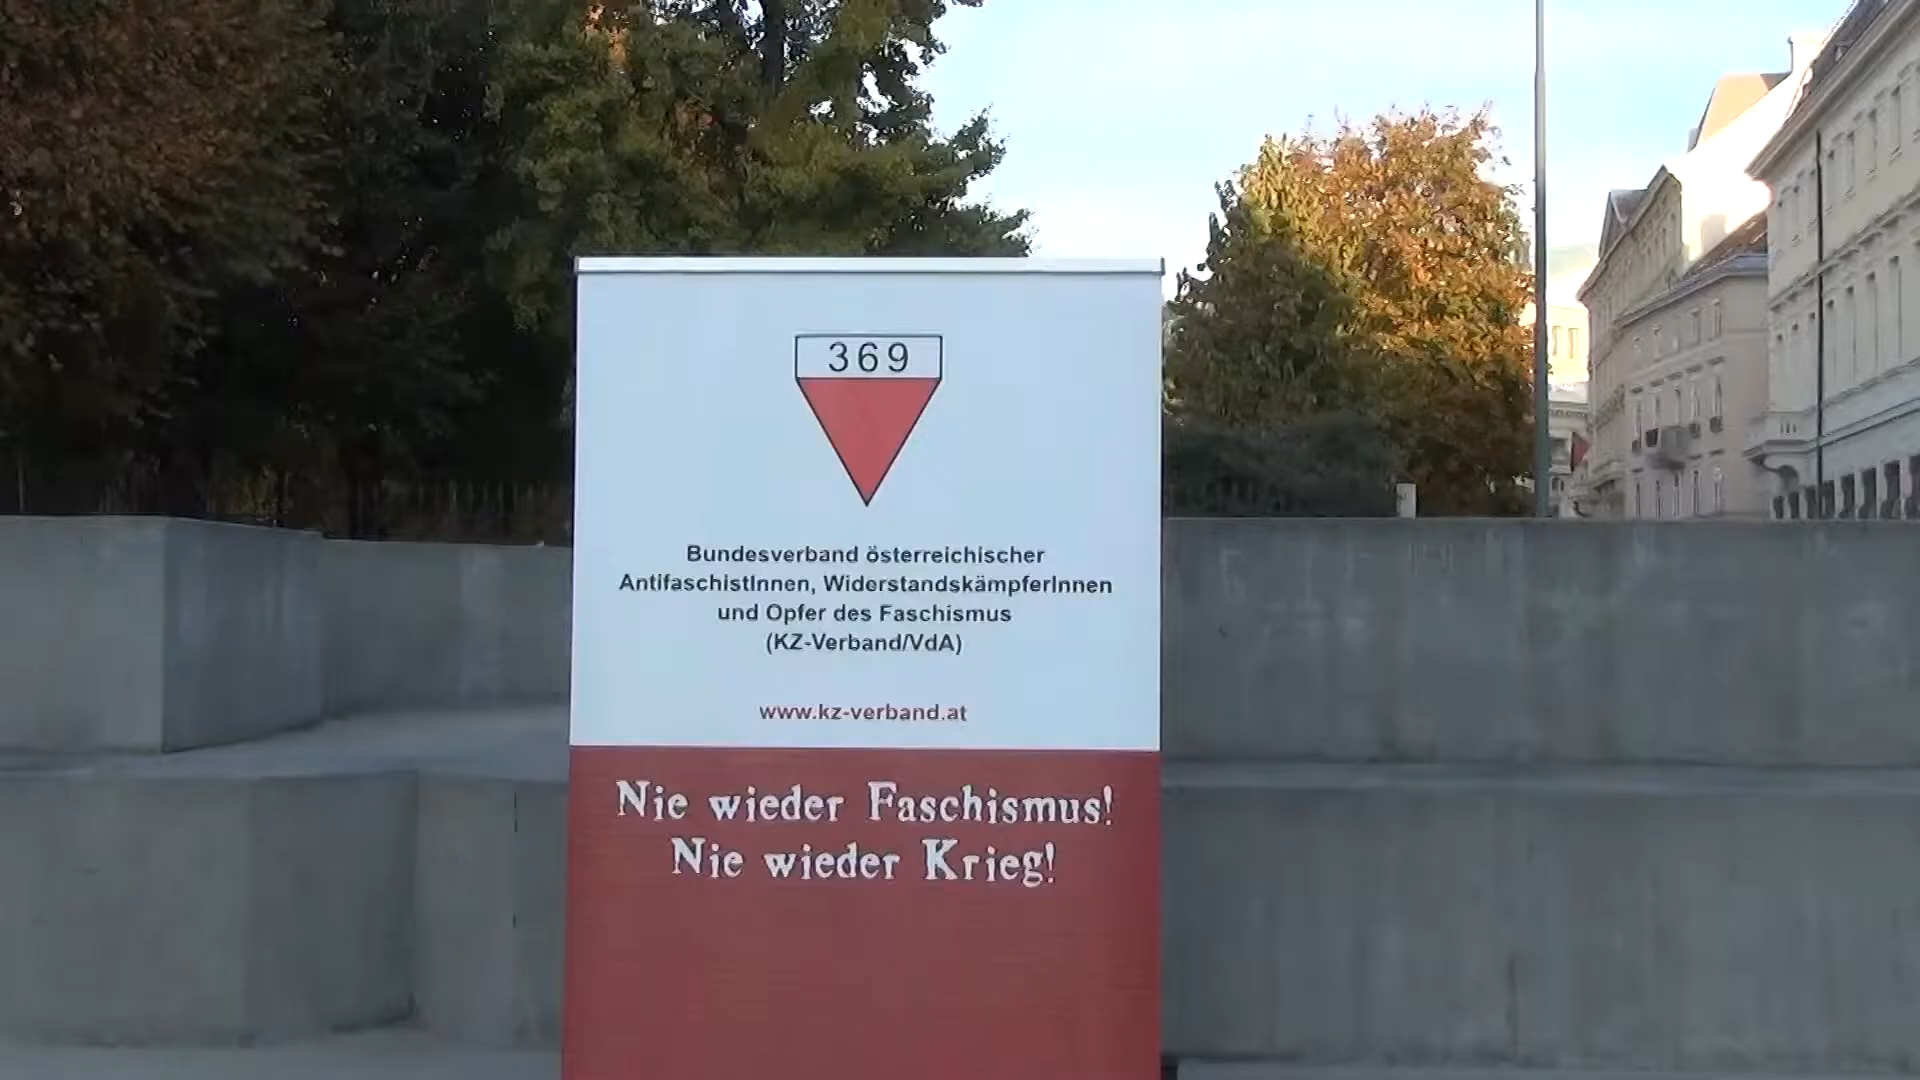 369
Bundesverband österreichischer
AntifaschistInnen, WiderstandskämpferInnen
und Opfer des Faschismus
(KZ-Verband/VdA)
www.kz-verband.at
Nie wieder Faschismus!
Nie wieder Krieg!